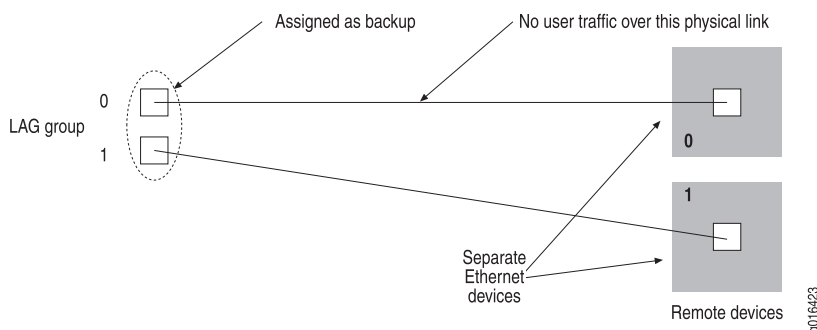 Assigned as backup
No user traffic over this physical link
0
LAG group
1
0
1
Separate
Ethernet
devices
Remote devices
g016423